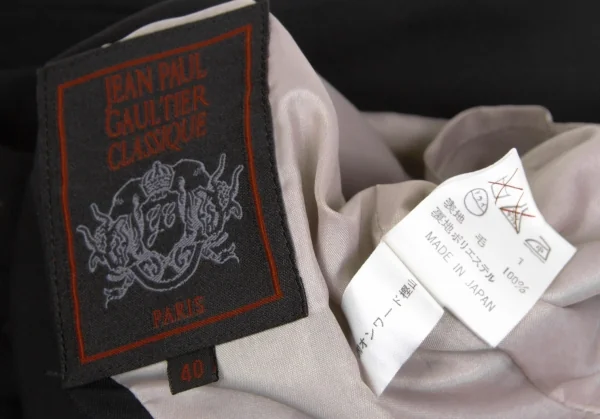 JEAN PAUL
GAULTIER
CLASSIQUE
PARIS
40
表地 毛
裏地 ポリエステル 100%
MADE IN JAPAN
オンワード樫山